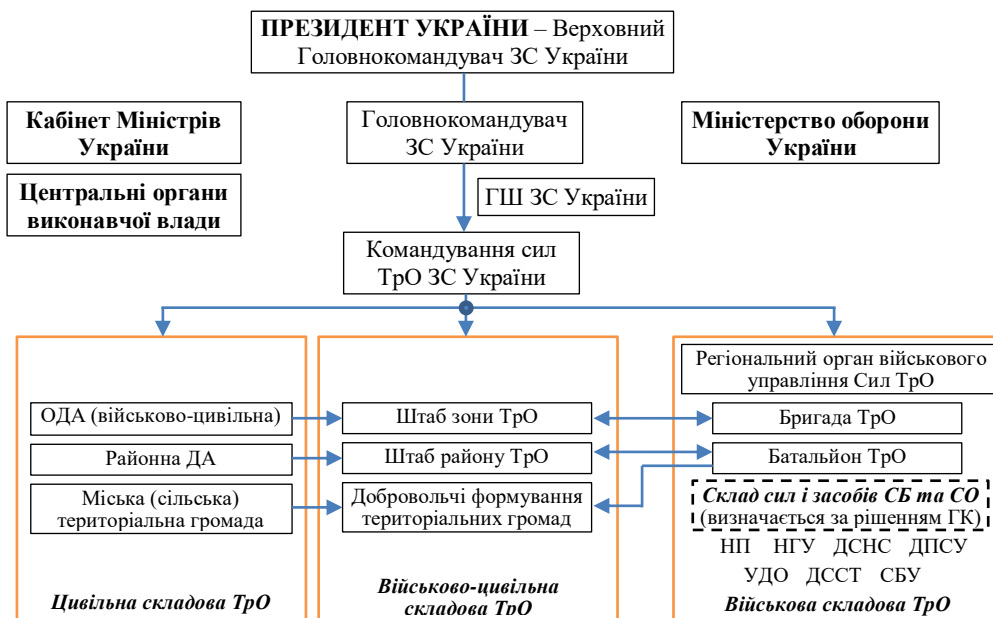 ПРЕЗИДЕНТ УКРАЇНИ – Верховний
Головнокомандувач ЗС України
Кабінет Міністрів
України
Головнокомандувач
ЗС України
Міністерство оборони
України
Центральні органи
виконавчої влади
ГШ ЗС України
Командування сил
ТрО ЗС України
Регіональний орган військового
управління Сил ТрО
ОДА (військово-цивільна)
Штаб зони ТрО
Бригада ТрО
Районна ДА
Штаб району ТрО
Батальйон ТрО
Міська (сільська)
територіальна громада
Добровольчі формування
територіальних громад
Склад сил і засобів СБ та СО
(визначається за рішенням ГК)
НП НГУ ДСНС ДПСУ
УДО ДССТ СБУ
Цивільна складова ТрО
Військово-цивільна
складова ТрО
Військова складова ТрО